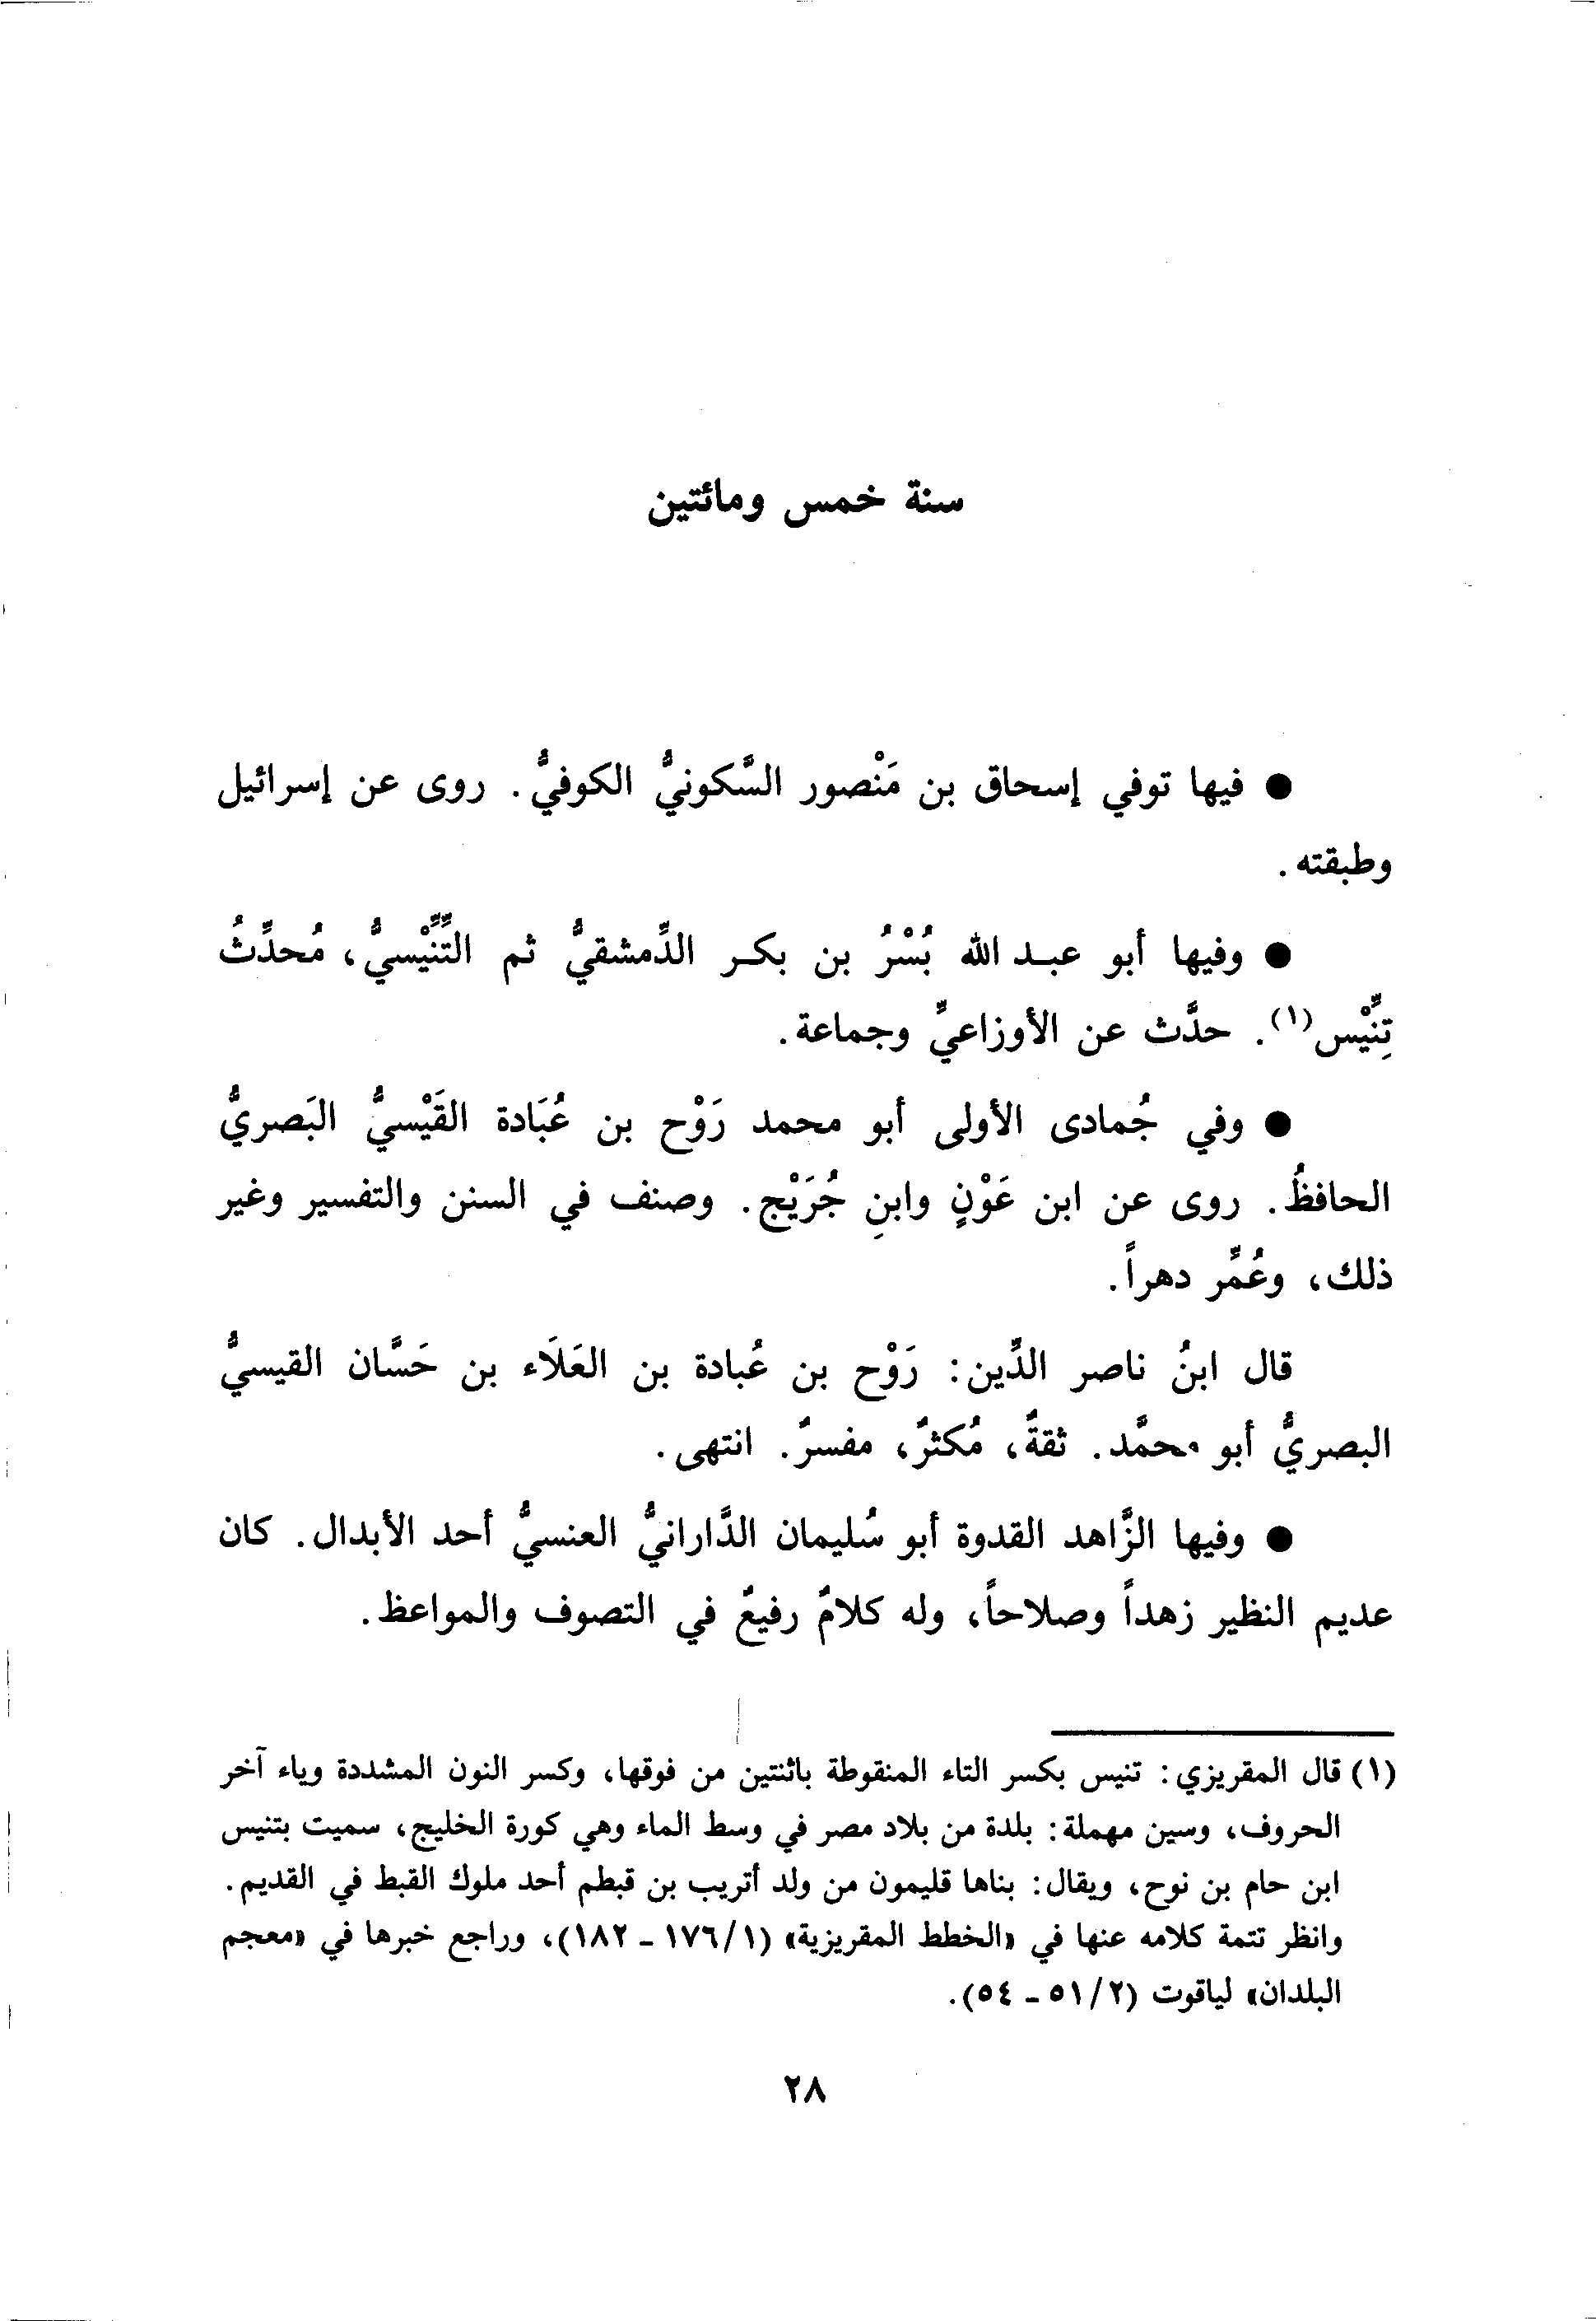 سنة خمس ومائتين
● فيها توفي إسحاق بن مَنْصور السَّكونيُّ الكوفيُّ. روى عن إسرائيل
وطبقته.
● وفيها أبو عبد الله بُسْرُ بن بكر الدِّمشقيُّ ثم التِّنِّيْسيُّ، مُحدِّثُ
تِنِّيْس(١). حدَّث عن الأوزاعيِّ وجماعة.
● وفي جُمادى الأولى أبو محمد رَوْح بن عُبَادة القَيْسيُّ البَصريُّ
الحافظُ. روى عن ابن عَوْنٍ وابنِ جُرَيْج. وصنف في السنن والتفسير وغير
ذلك، وعُمِّر دهراً.
قال ابنُ ناصر الدِّين: رَوْح بن عُبادة بن العَلَاء بن حَسَّان القيسيُّ
البصريُّ أبو محمَّد. ثقةٌ، مُكثرٌ، مفسرٌ. انتهى.
● وفيها الزَّاهد القدوة أبو سُليمان الدَّارانيُّ العنسيُّ أحد الأبدال. كان
عديم النظير زهداً وصلاحاً، وله كلامٌ رفيعٌ في التصوف والمواعظ.
(١) قال المقريزي: تنيس بكسر التاء المنقوطة باثنتين من فوقها، وكسر النون المشددة وياء آخر
الحروف، وسين مهملة: بلدة من بلاد مصر في وسط الماء وهي كورة الخليج، سميت بتنيس
ابن حام بن نوح، ويقال: بناها قليمون من ولد أتريب بن قبطم أحد ملوك القبط في القديم.
وانظر تتمة كلامه عنها في «الخطط المقريزية» (١/١٧٦ - ١٨٢)، وراجع خبرها في «معجم
البلدان» لياقوت (٢/٥١ - ٥٤).
٢٨